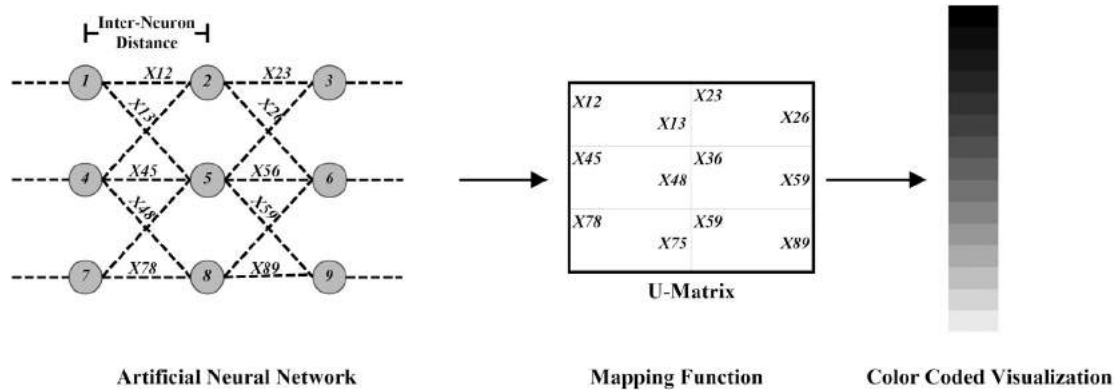 Inter-Neuron
Distance
1 X12 2 X23 3
X13 X26
4 X45 5 X56 6
X48 X59
7 X78 8 X89 9
X12 X23
X13 X26
X45 X36
X48 X59
X78 X59
X75 X89
U-Matrix
Artificial Neural Network
Mapping Function
Color Coded Visualization